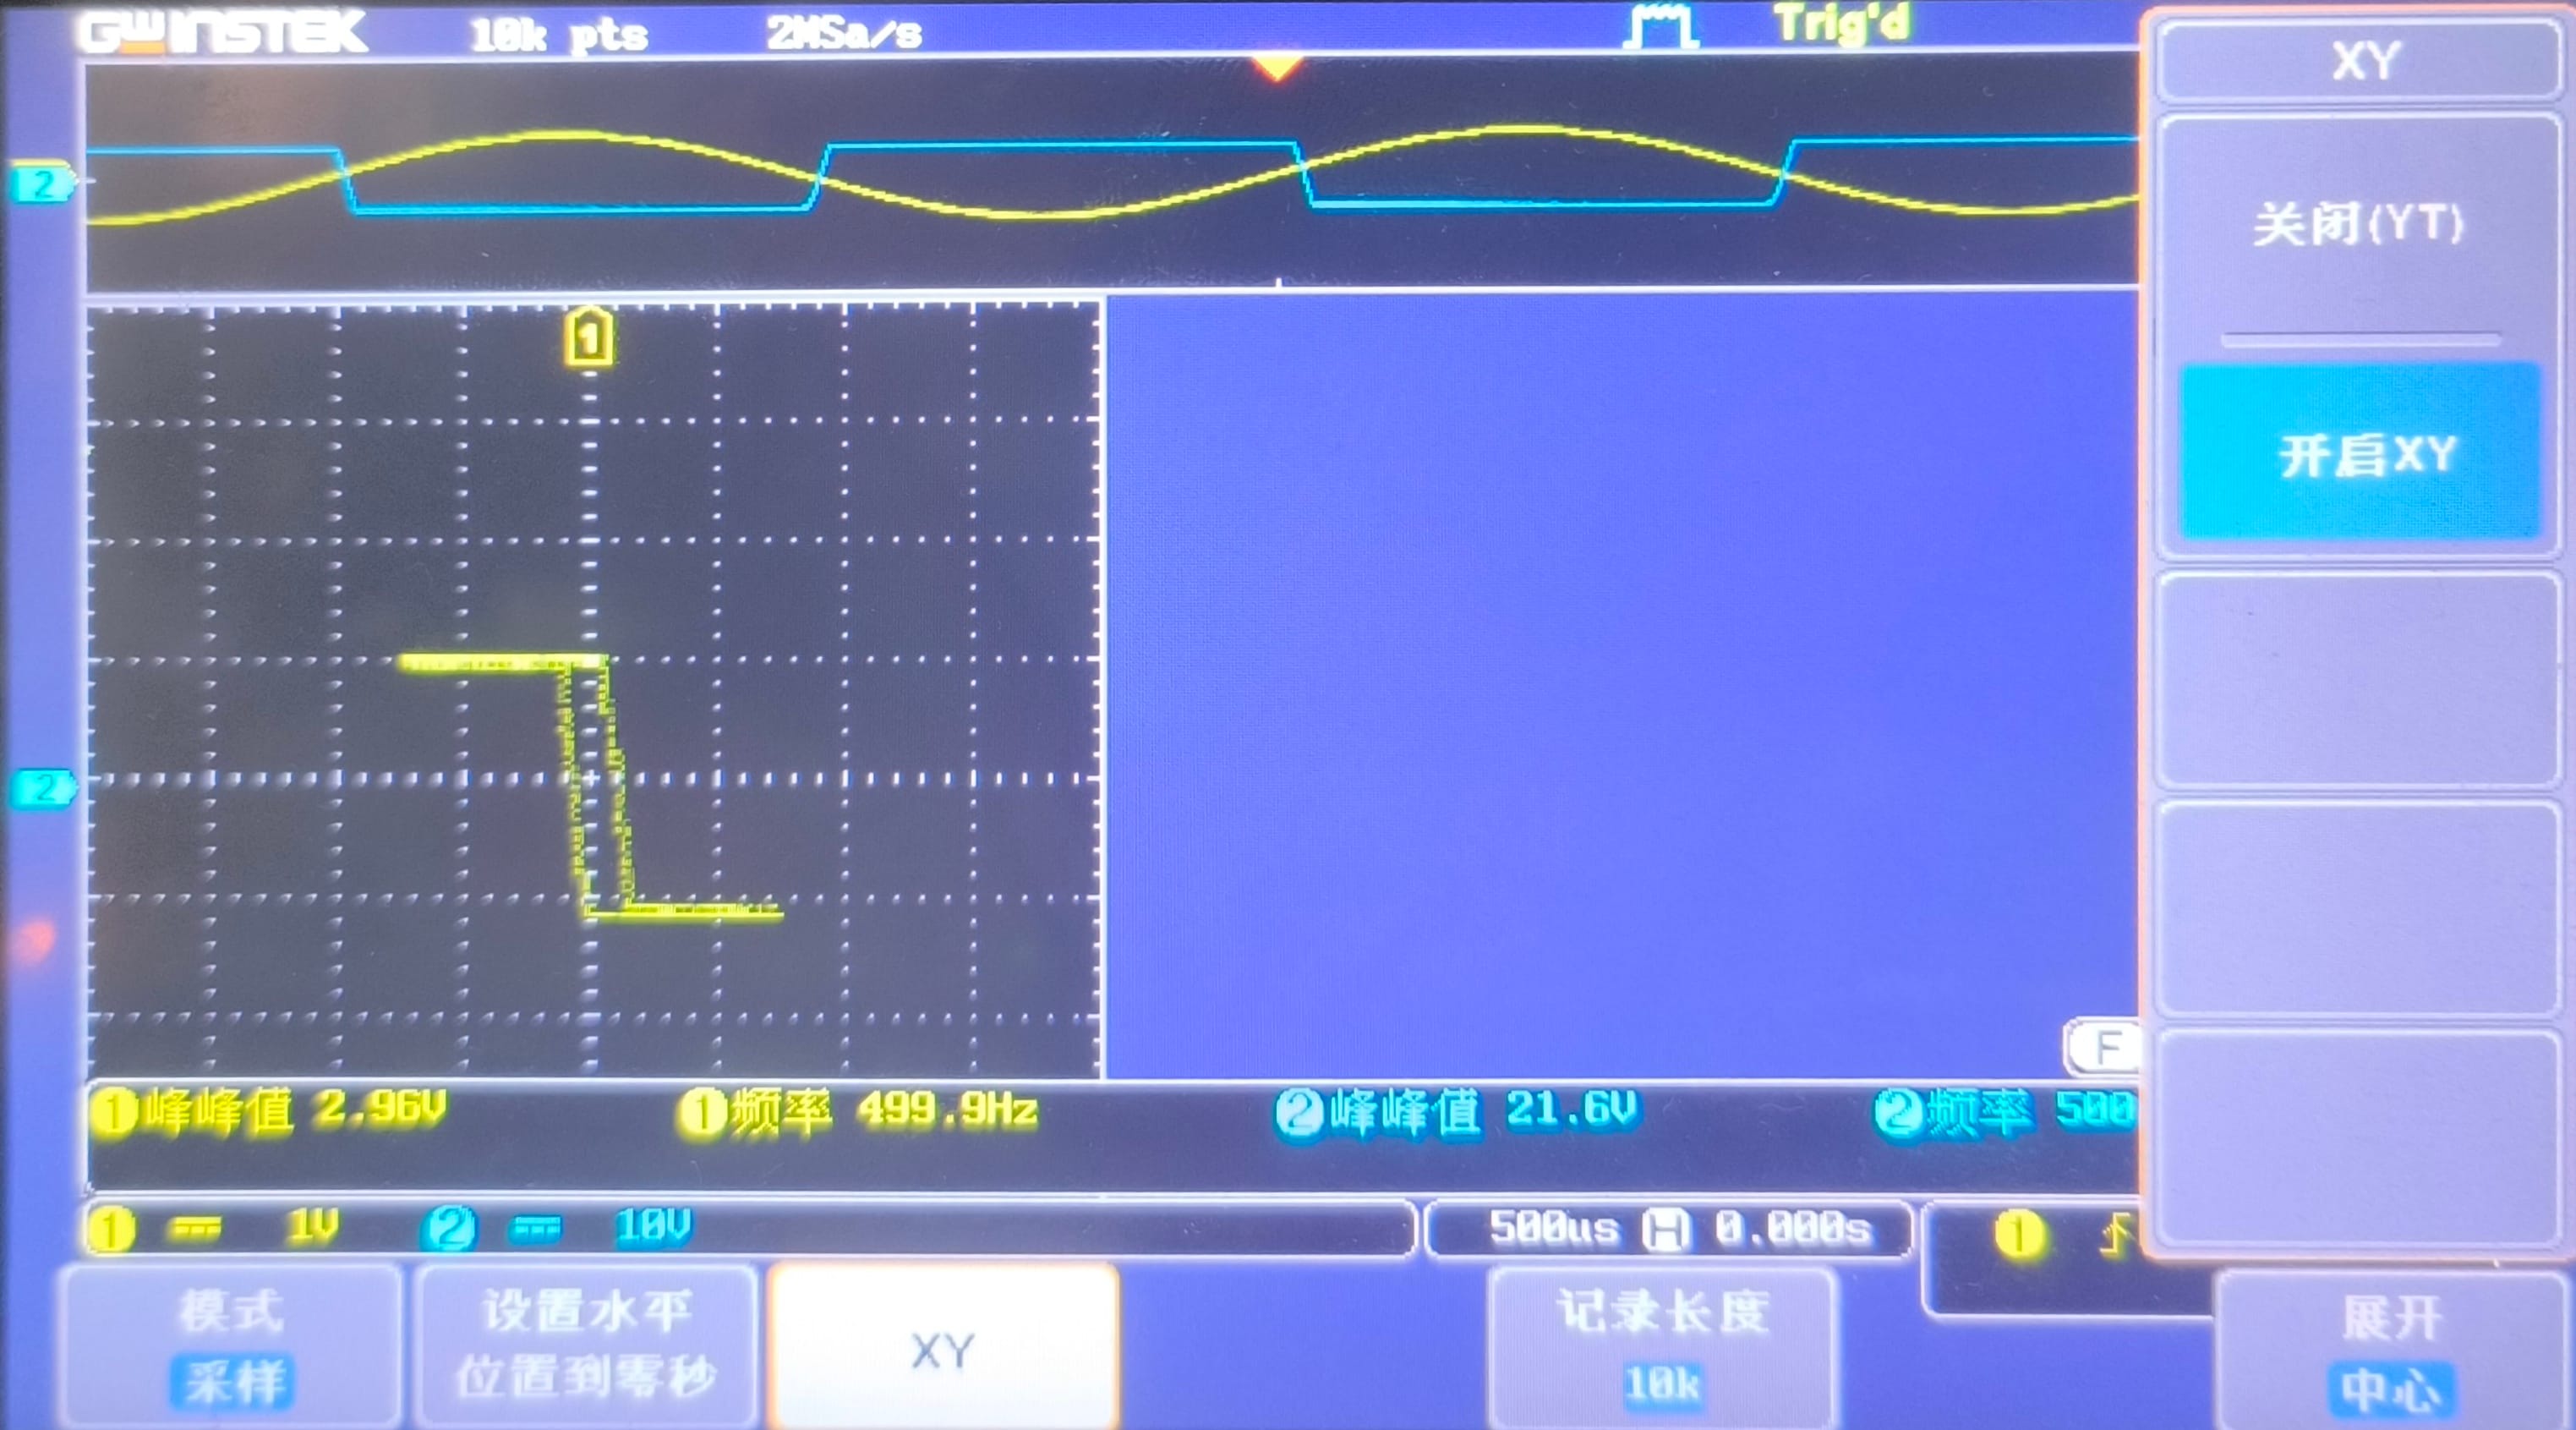 GWINSTEK 10k pts 2MSa/s Trig'd
XY
关闭(YT)
开启XY
2
1
2
F
1峰峰值 2.96V 1频率 499.9Hz 2峰峰值 21.6V 2频率 500
1 1V 2 10V 500us H 0.000s 1
模式
采样
设置水平
位置到零秒
XY
记录长度
10k
展开
中心